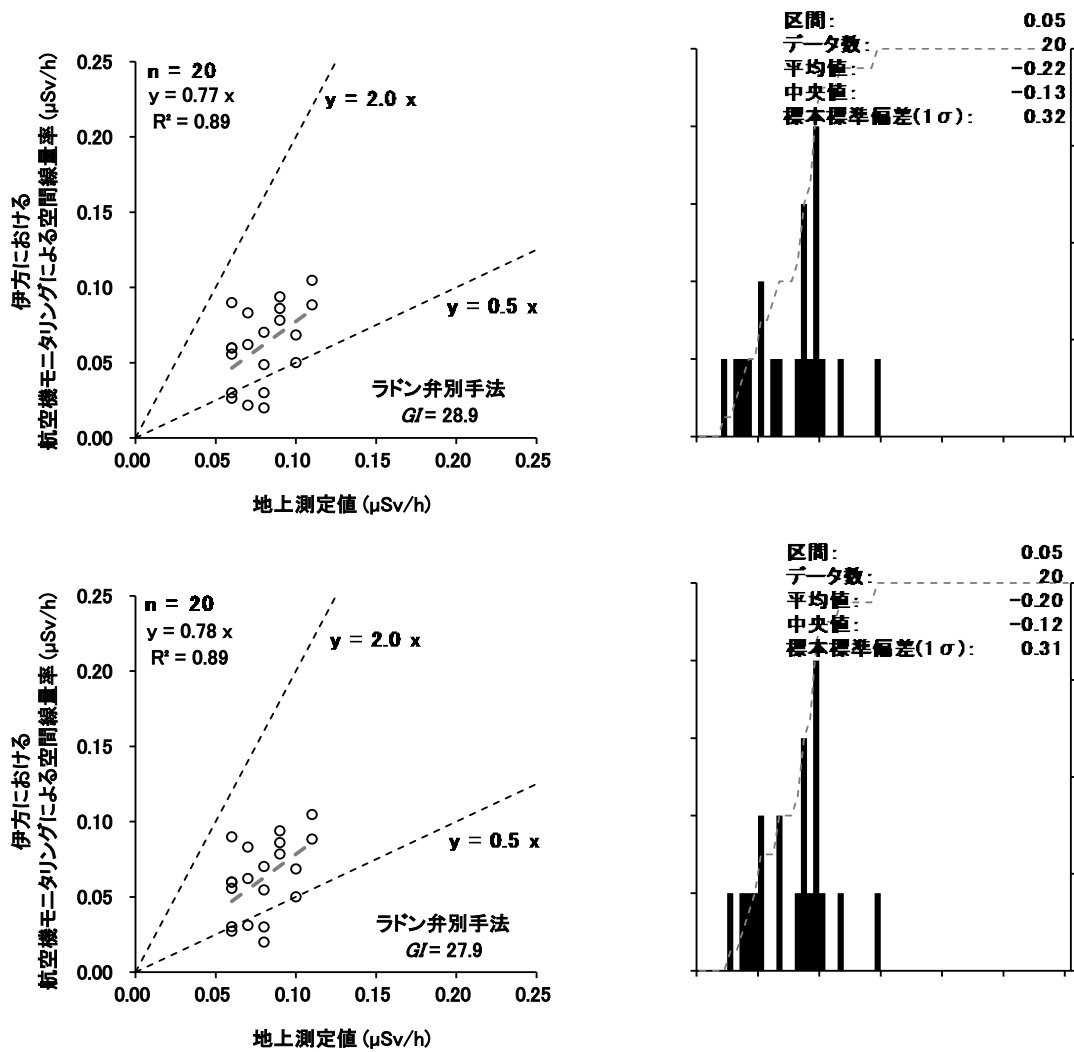 伊方における
航空機モニタリングによる空間線量率 (μSv/h)
0.25
0.20
0.15
0.10
0.05
0.00
n = 20
y = 0.77 x
R² = 0.89
y = 2.0 x
y = 0.5 x
ラドン弁別手法
GI = 28.9
0.00 0.05 0.10 0.15 0.20 0.25
地上測定値 (μSv/h)
区間: 0.05
データ数: 20
平均値: -0.22
中央値: -0.13
標本標準偏差(1σ): 0.32
伊方における
航空機モニタリングによる空間線量率 (μSv/h)
0.25
0.20
0.15
0.10
0.05
0.00
n = 20
y = 0.78 x
R² = 0.89
y = 2.0 x
y = 0.5 x
ラドン弁別手法
GI = 27.9
0.00 0.05 0.10 0.15 0.20 0.25
地上測定値 (μSv/h)
区間: 0.05
データ数: 20
平均値: -0.20
中央値: -0.12
標本標準偏差(1σ): 0.31